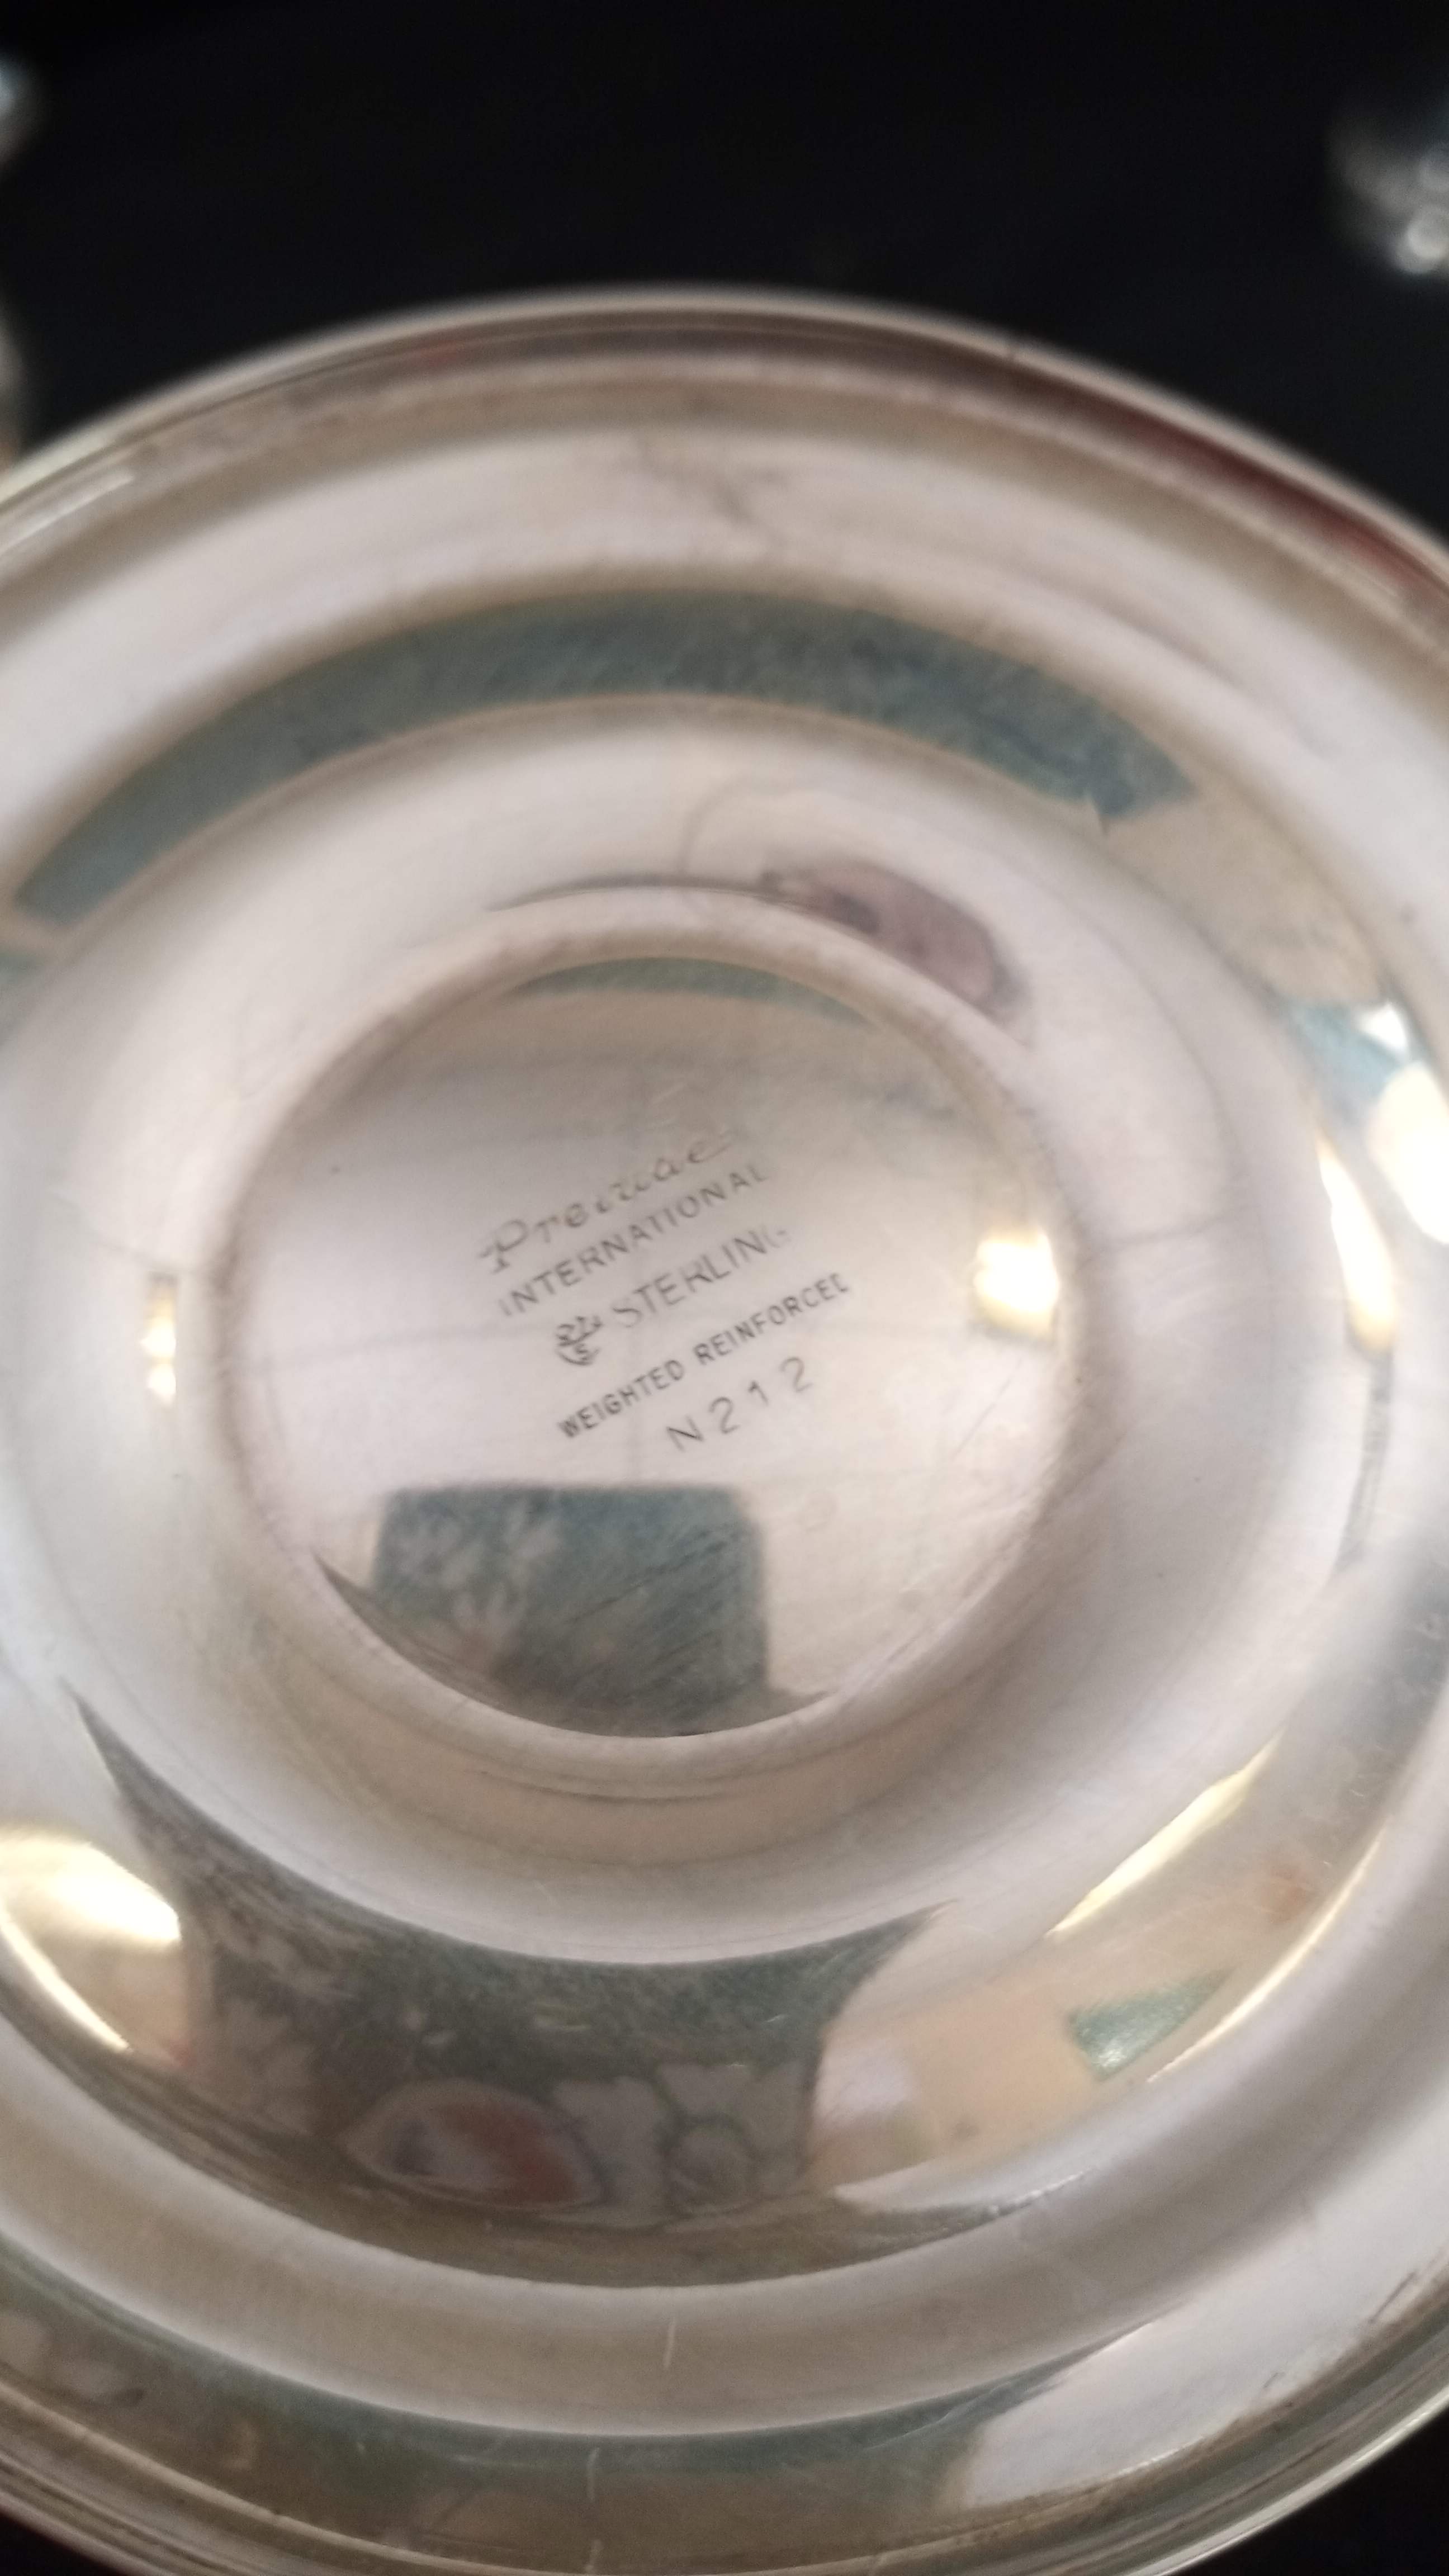 Prelude
INTERNATIONAL
S STERLING
WEIGHTED REINFORCED
N212